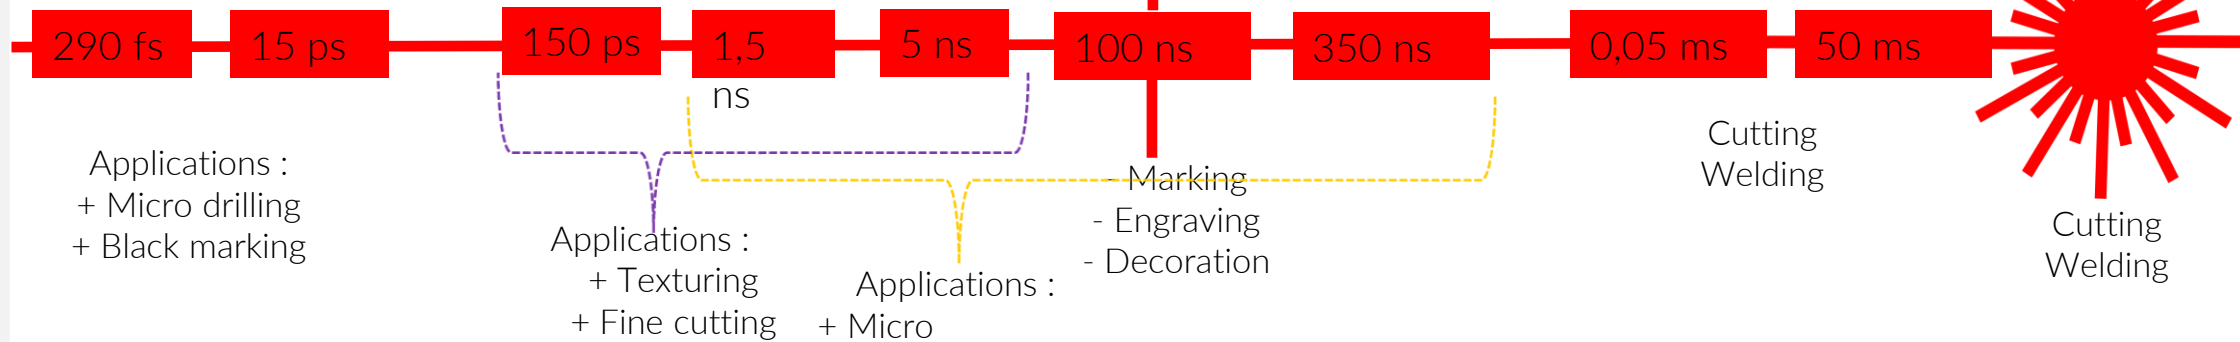 290 fs
15 ps
150 ps
1,5
ns
5 ns
100 ns
350 ns
0,05 ms
50 ms
Applications :
+ Micro drilling
+ Black marking
Applications :
+ Texturing
+ Fine cutting
Applications :
+ Micro
- Marking
- Engraving
- Decoration
Cutting
Welding
Cutting
Welding